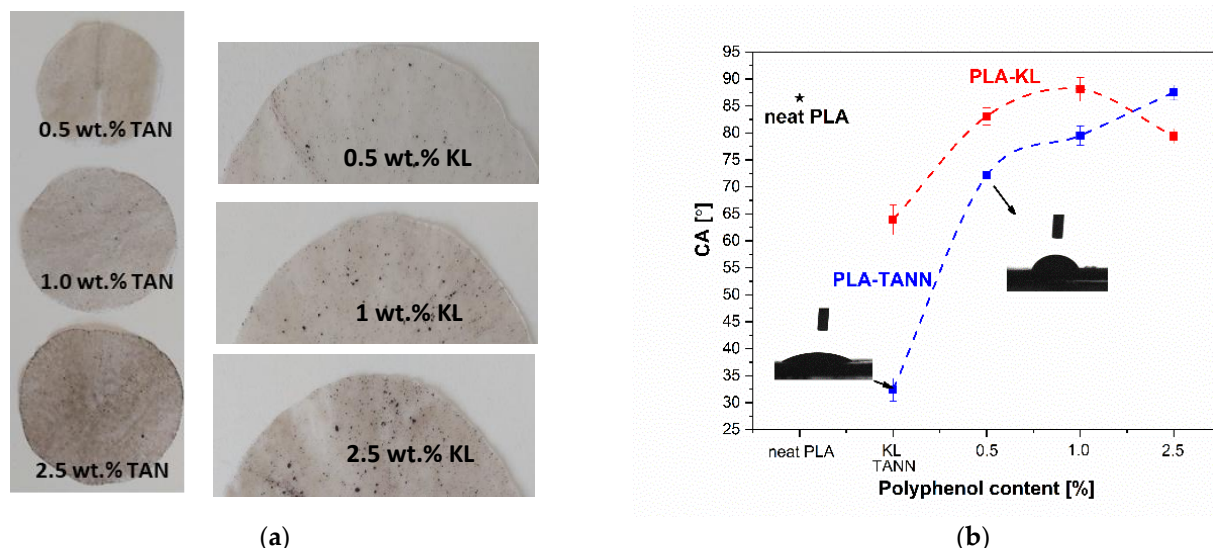 0.5 wt.% TAN
1.0 wt.% TAN
2.5 wt.% TAN
0.5 wt.% KL
1 wt.% KL
2.5 wt.% KL
(a)
95
90
85
80
75
70
65
60
55
50
45
40
35
30
25
CA [°]
PLA-KL
neat PLA
PLA-TANN
neat PLA
KL
TANN
0.5
1.0
2.5
Polyphenol content [%]
(b)